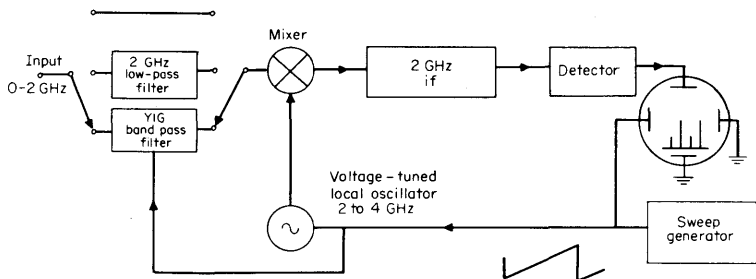 Input
0-2 GHz
2 GHz
low-pass
filter
YIG
band pass
filter
Mixer
2 GHz
if
Detector
Voltage-tuned
local oscillator
2 to 4 GHz
Sweep
generator